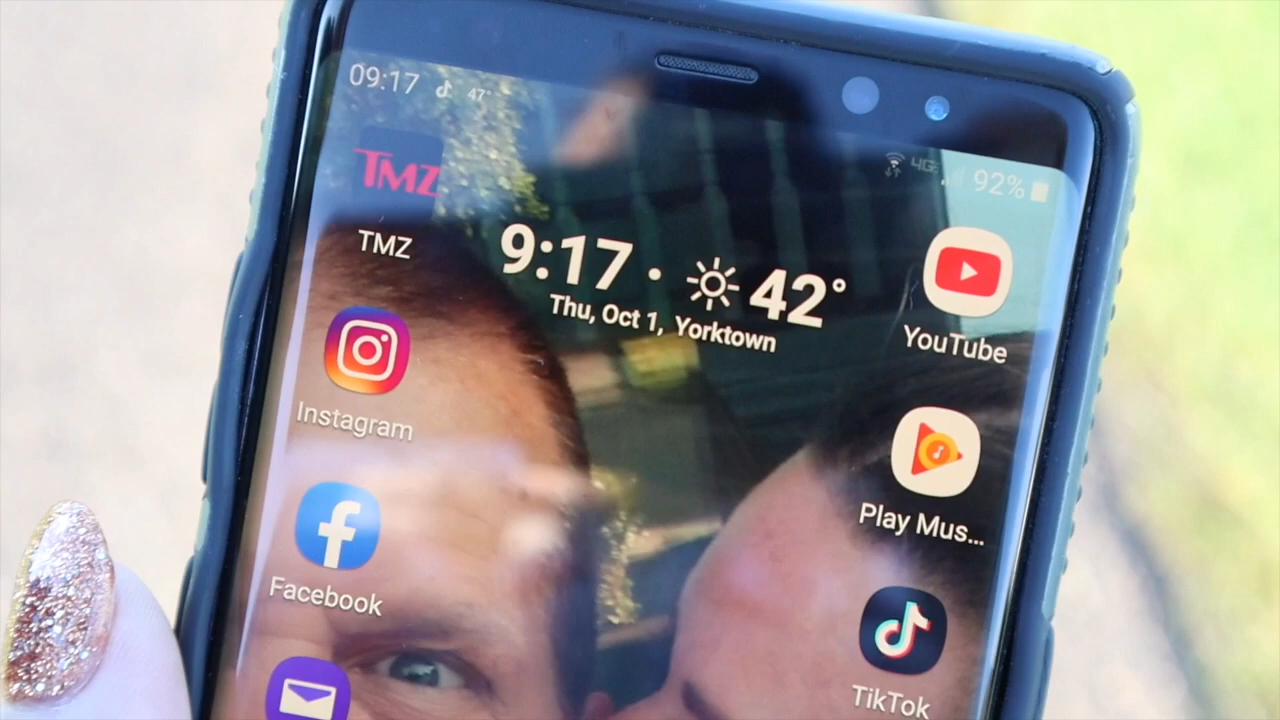 09:17 47°
4GE 92%
TMZ
TMZ
9:17 · 42°
Thu, Oct 1, Yorktown
YouTube
Instagram
Play Mus...
Facebook
TikTok